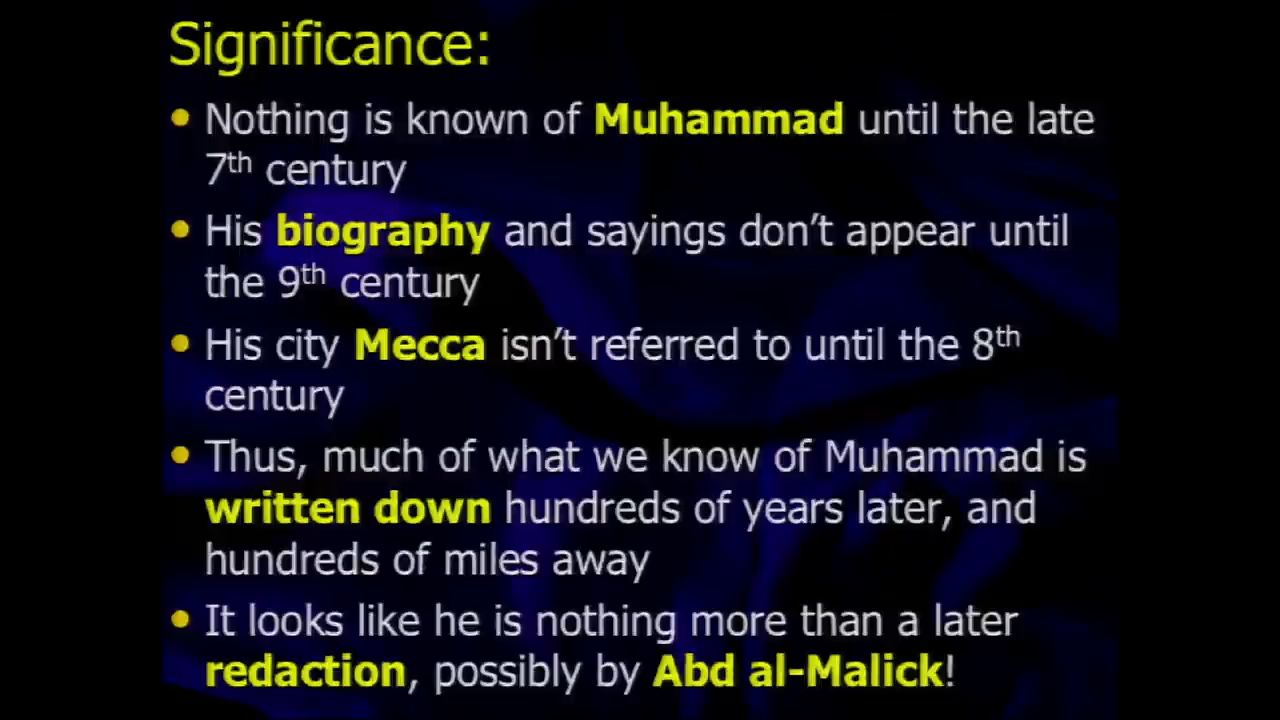 Significance:
• Nothing is known of Muhammad until the late
7th century
• His biography and sayings don't appear until
the 9th century
• His city Mecca isn't referred to until the 8th
century
• Thus, much of what we know of Muhammad is
written down hundreds of years later, and
hundreds of miles away
• It looks like he is nothing more than a later
redaction, possibly by Abd al-Malick!